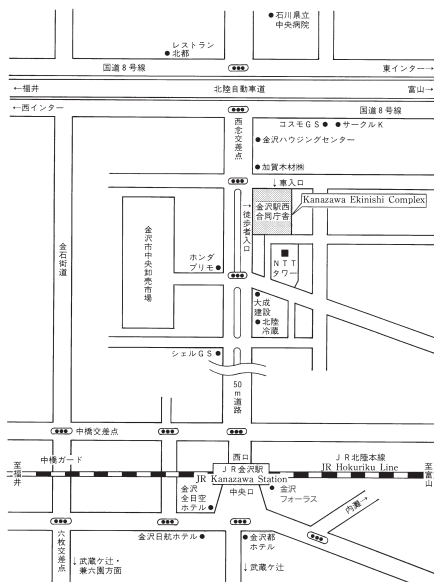 石川県立
中央病院
レストラン
北都
国道8号線
東インター→
←福井
北陸自動車道
富山→
←西インター
国道8号線
西念交差点
コスモGS
サークルK
金沢ハウジングセンター
加賀木材㈱
↓車入口
金沢駅西
合同庁舎
Kanazawa Ekinishi Complex
→徒歩者入口
金石街道
金沢市中央卸売市場
ホンダ
プリモ
NTT
タワー
大成
建設
北陸
冷蔵
シェルGS
50m道路
中橋交差点
中橋ガード
西口
JR北陸本線
至福井
JR金沢駅
JR Kanazawa Station
JR Hokuriku Line
至富山
中央口
金沢
全日空
ホテル
金沢
フォーラス
内灘→
六枚交差点
金沢日航ホテル
金沢都
ホテル
↓武蔵ケ辻・
兼六園方面
↓武蔵ケ辻